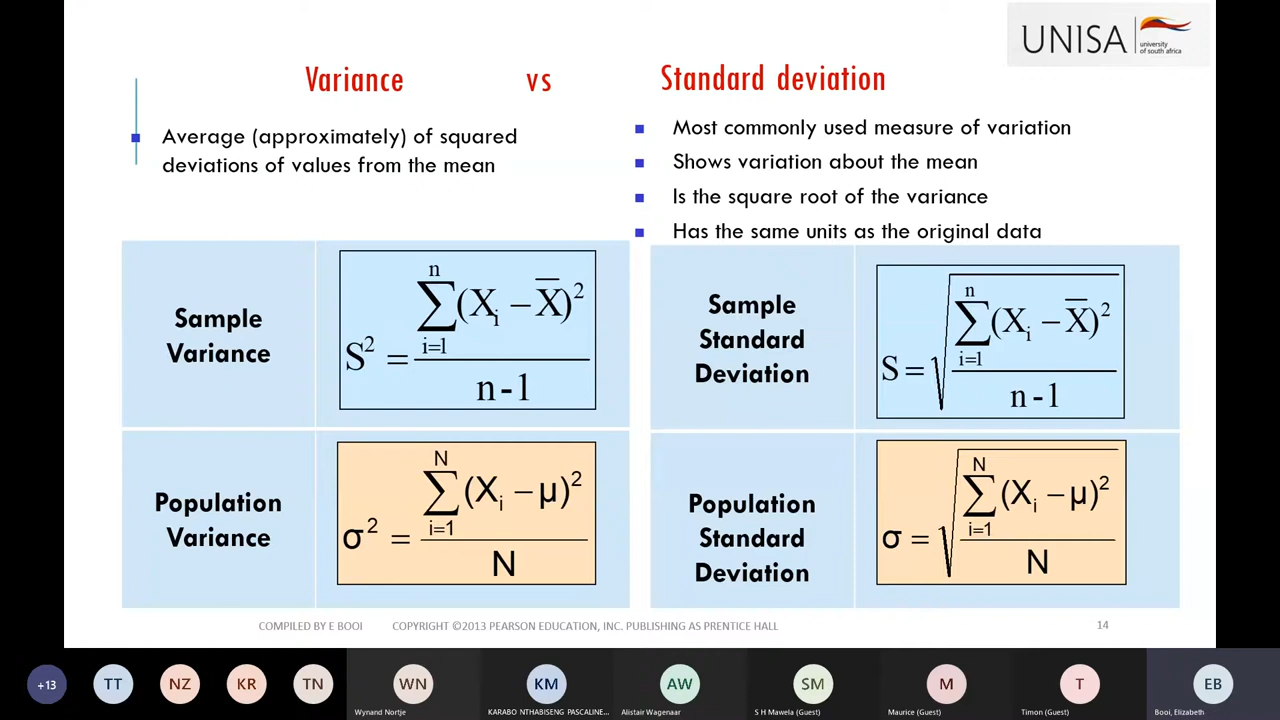 UNISA university of south africa
Variance vs Standard deviation
Average (approximately) of squared
deviations of values from the mean
Most commonly used measure of variation
Shows variation about the mean
Is the square root of the variance
Has the same units as the original data
Sample
Variance
S² = n ∑ i=1 (Xᵢ − X̄)² / n - 1
Sample
Standard
Deviation
S = √ n ∑ i=1 (Xᵢ − X̄)² / n - 1
Population
Variance
σ² = N ∑ i=1 (Xᵢ − μ)² / N
Population
Standard
Deviation
σ = √ N ∑ i=1 (Xᵢ − μ)² / N
COMPILED BY E BOOI COPYRIGHT ©2013 PEARSON EDUCATION, INC. PUBLISHING AS PRENTICE HALL 14
+13 TT NZ KR TN WN KM AW SM M T EB
Wynand Nortje KARABO NTHABISENG PASCALINE... Alistair Wagenaar S H Mawela (Guest) Maurice (Guest) Timon (Guest) Booi, Elizabeth